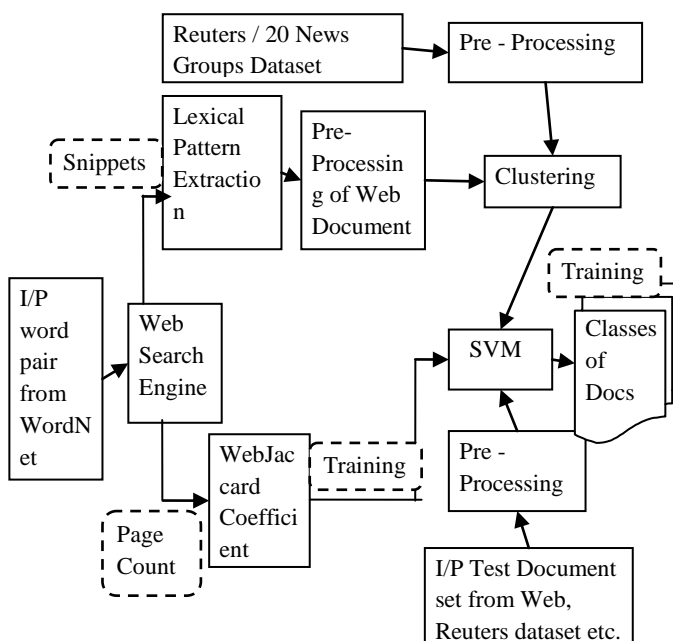 Reuters / 20 News
Groups Dataset
Pre - Processing
Snippets
Lexical
Pattern
Extractio
n
Pre-
Processin
g of Web
Document
Clustering
Training
I/P
word
pair
from
WordN
et
Web
Search
Engine
SVM
Classes
of
Docs
WebJac
card
Coeffici
ent
Training
Pre -
Processing
Page
Count
I/P Test Document
set from Web,
Reuters dataset etc.